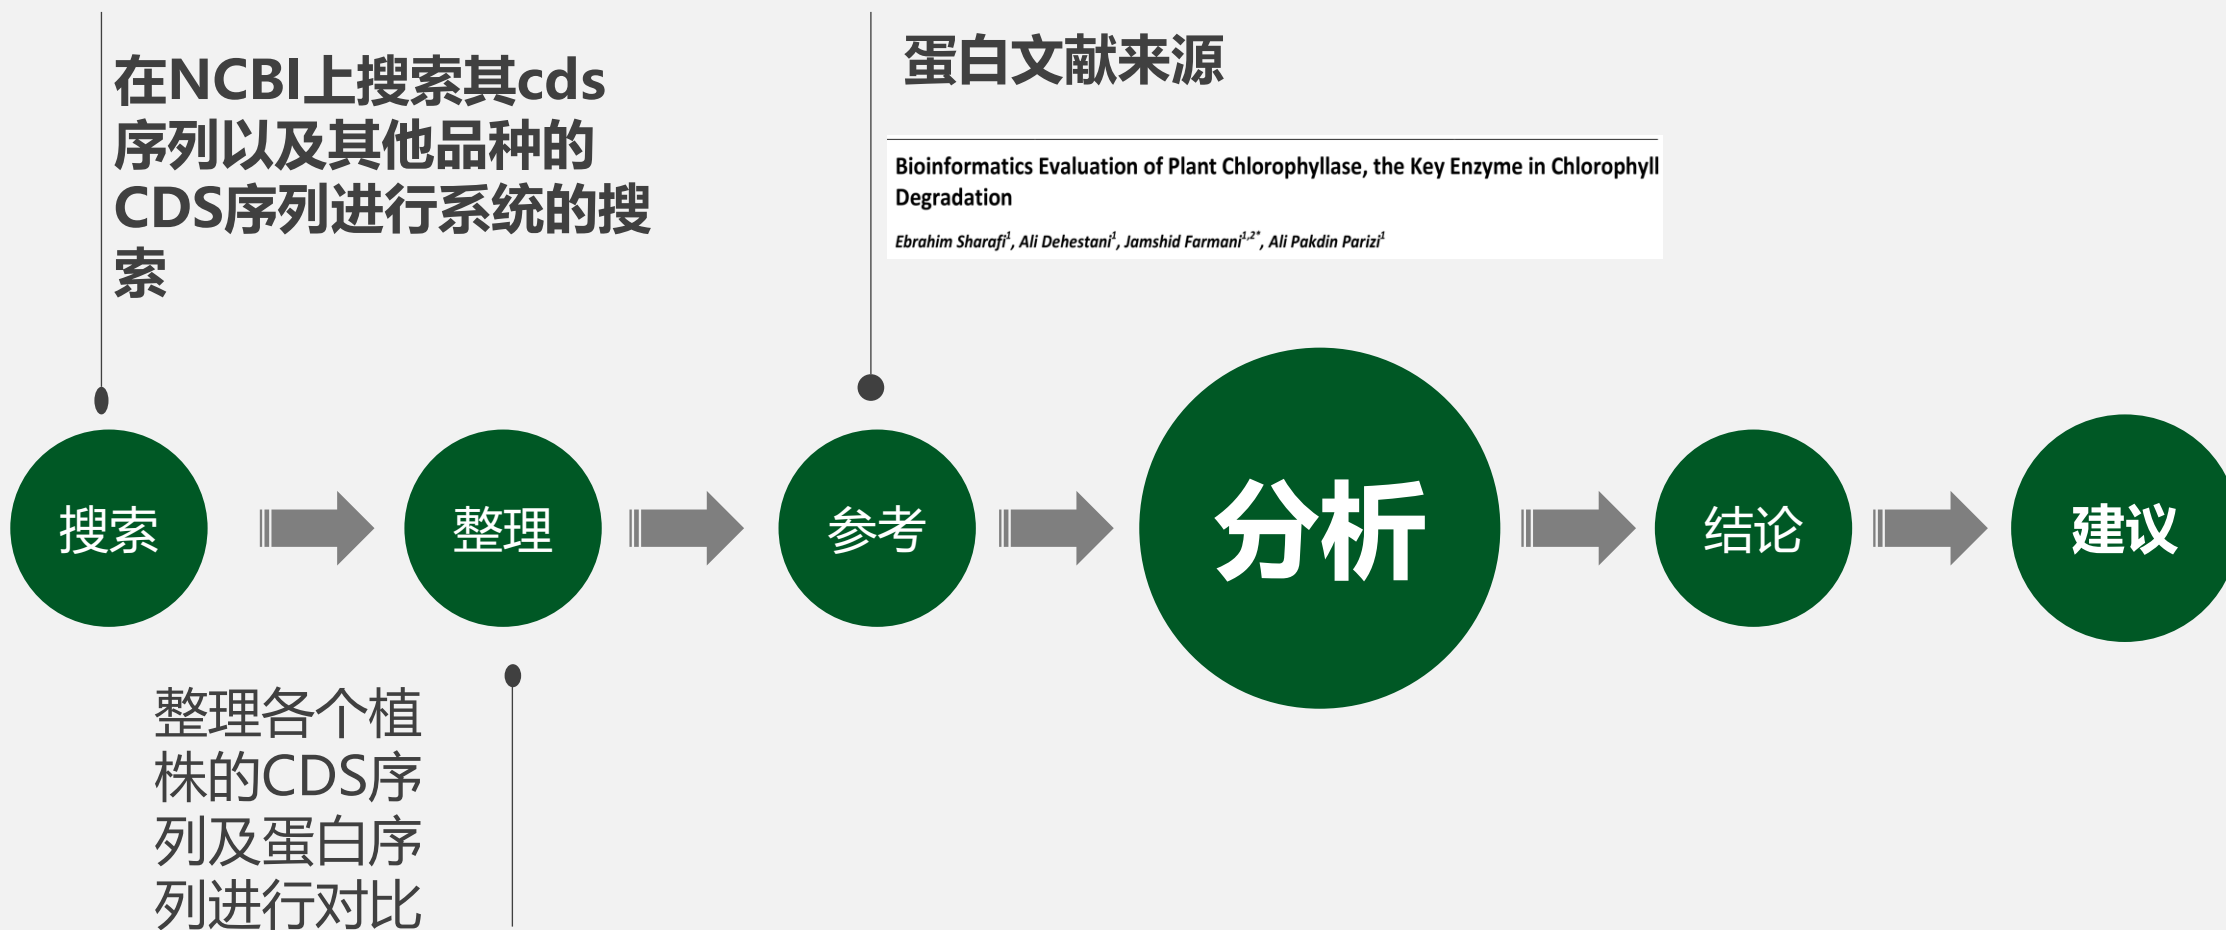 在NCBI上搜索其cds
序列以及其他品种的
CDS序列进行系统的搜
索
蛋白文献来源
Bioinformatics Evaluation of Plant Chlorophyllase, the Key Enzyme in Chlorophyll
Degradation
Ebrahim Sharafi1, Ali Dehestani1, Jamshid Farmani1,2*, Ali Pakdin Parizi1
搜索
整理
参考
分析
结论
建议
整理各个植
株的CDS序
列及蛋白序
列进行对比